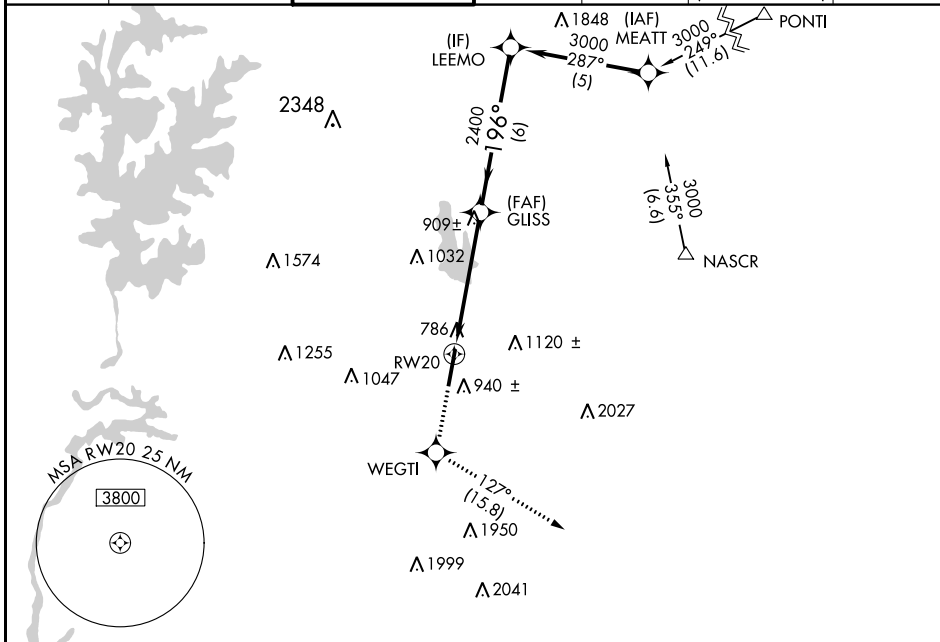 1848
(IAF)
MEATT
PONTI
3000
249°
(11.6)
(IF)
LEEMO
3000
287°
(5)
2348
2400
196°
(6)
(FAF)
GLISS
909±
3000
355°
(6.6)
NASCR
1574
1032
786
1120 ±
RW20
1255
1047
940 ±
2027
WEGTI
127°
(15.8)
MSA RW20 25 NM
3800
1950
1999
2041